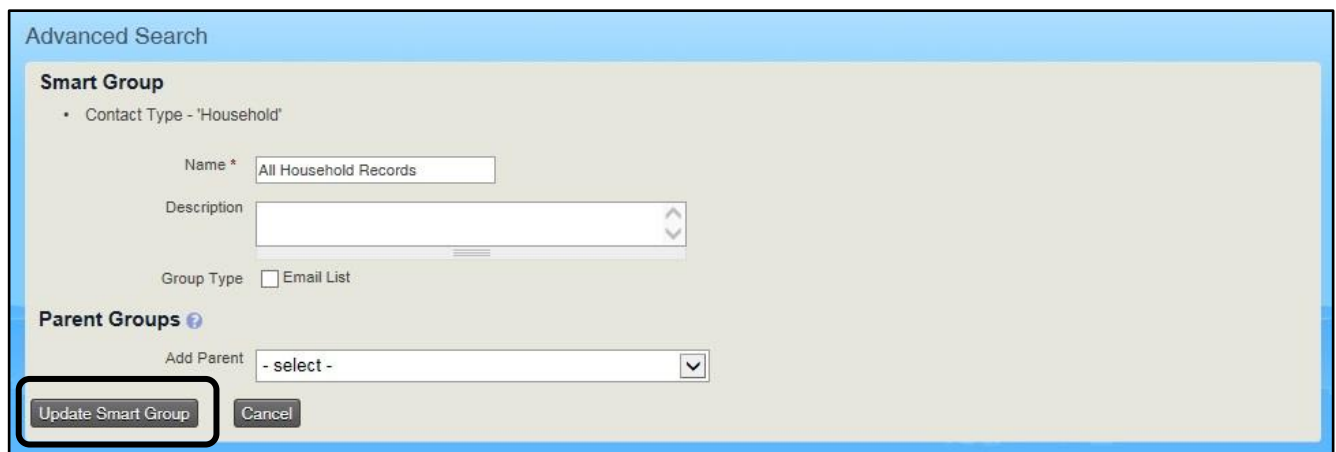 Advanced Search
Smart Group
• Contact Type - 'Household'
Name * All Household Records
Description
Group Type Email List
Parent Groups ?
Add Parent - select -
Update Smart Group Cancel